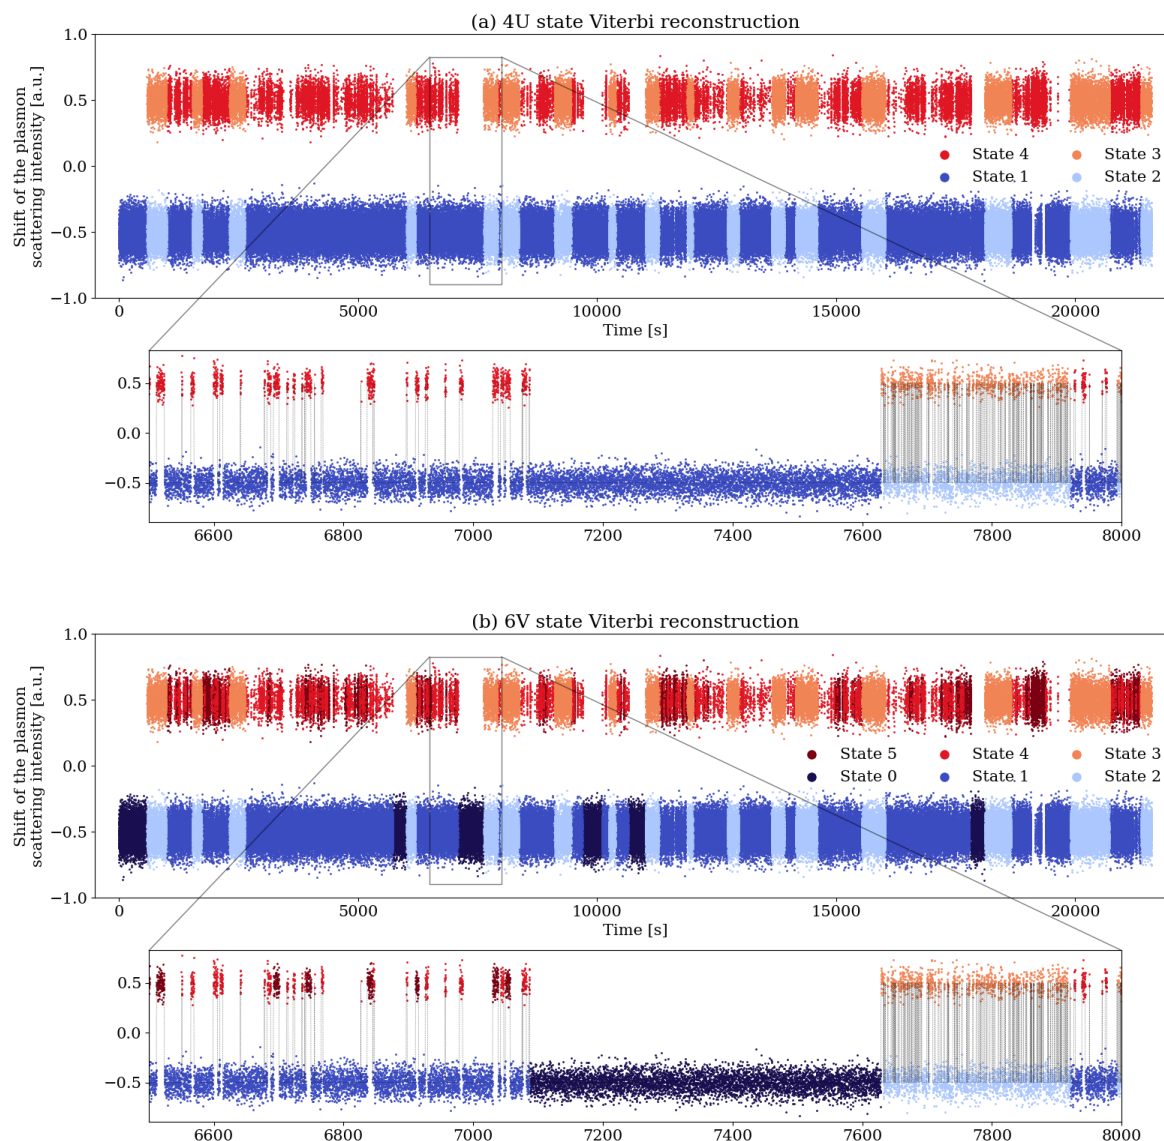 (a) 4U state Viterbi reconstruction
1.0
0.5
0.0
−0.5
−1.0
Shift of the plasmon
scattering intensity [a.u.]
State 4 State 3
State 1 State 2
0 5000 10000 15000 20000
Time [s]
0.5
0.0
−0.5
6600 6800 7000 7200 7400 7600 7800 8000
(b) 6V state Viterbi reconstruction
1.0
0.5
0.0
−0.5
−1.0
Shift of the plasmon
scattering intensity [a.u.]
State 5 State 4 State 3
State 0 State 1 State 2
0 5000 10000 15000 20000
Time [s]
0.5
0.0
−0.5
6600 6800 7000 7200 7400 7600 7800 8000